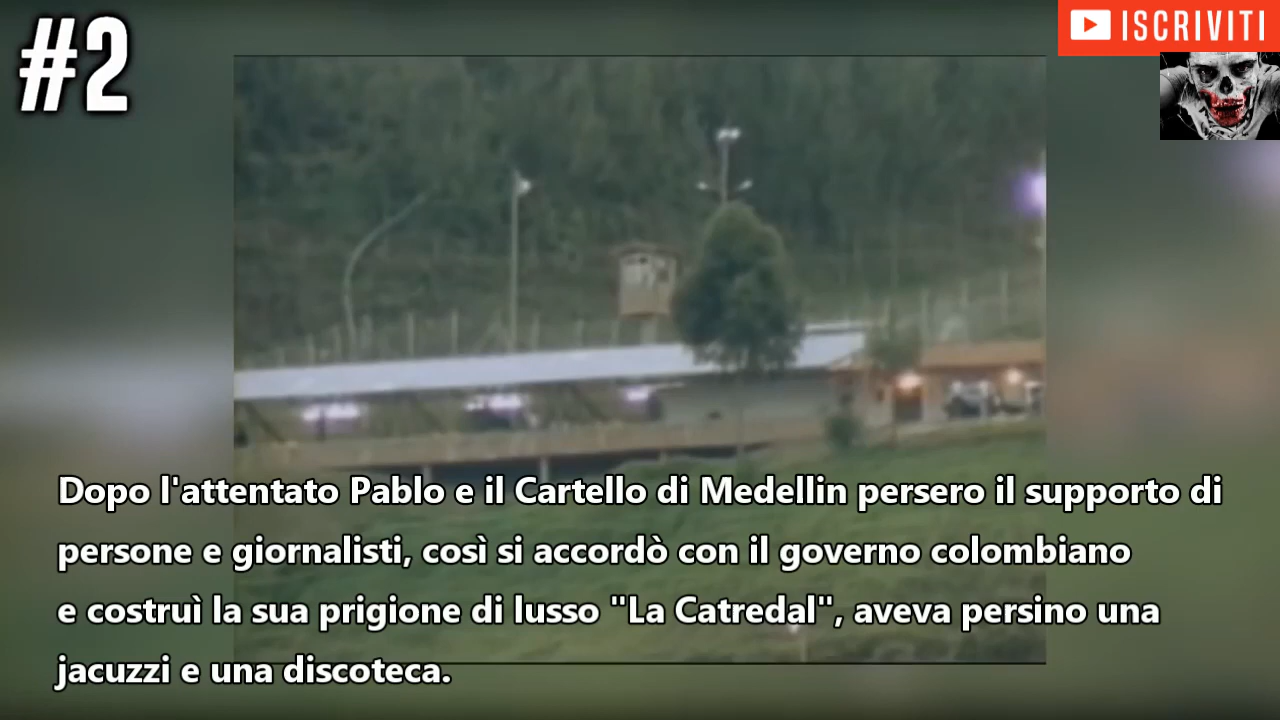 #2
ISCRIVITI
Dopo l'attentato Pablo e il Cartello di Medellin persero il supporto di
persone e giornalisti, così si accordò con il governo colombiano
e costruì la sua prigione di lusso "La Catredal", aveva persino una
jacuzzi e una discoteca.